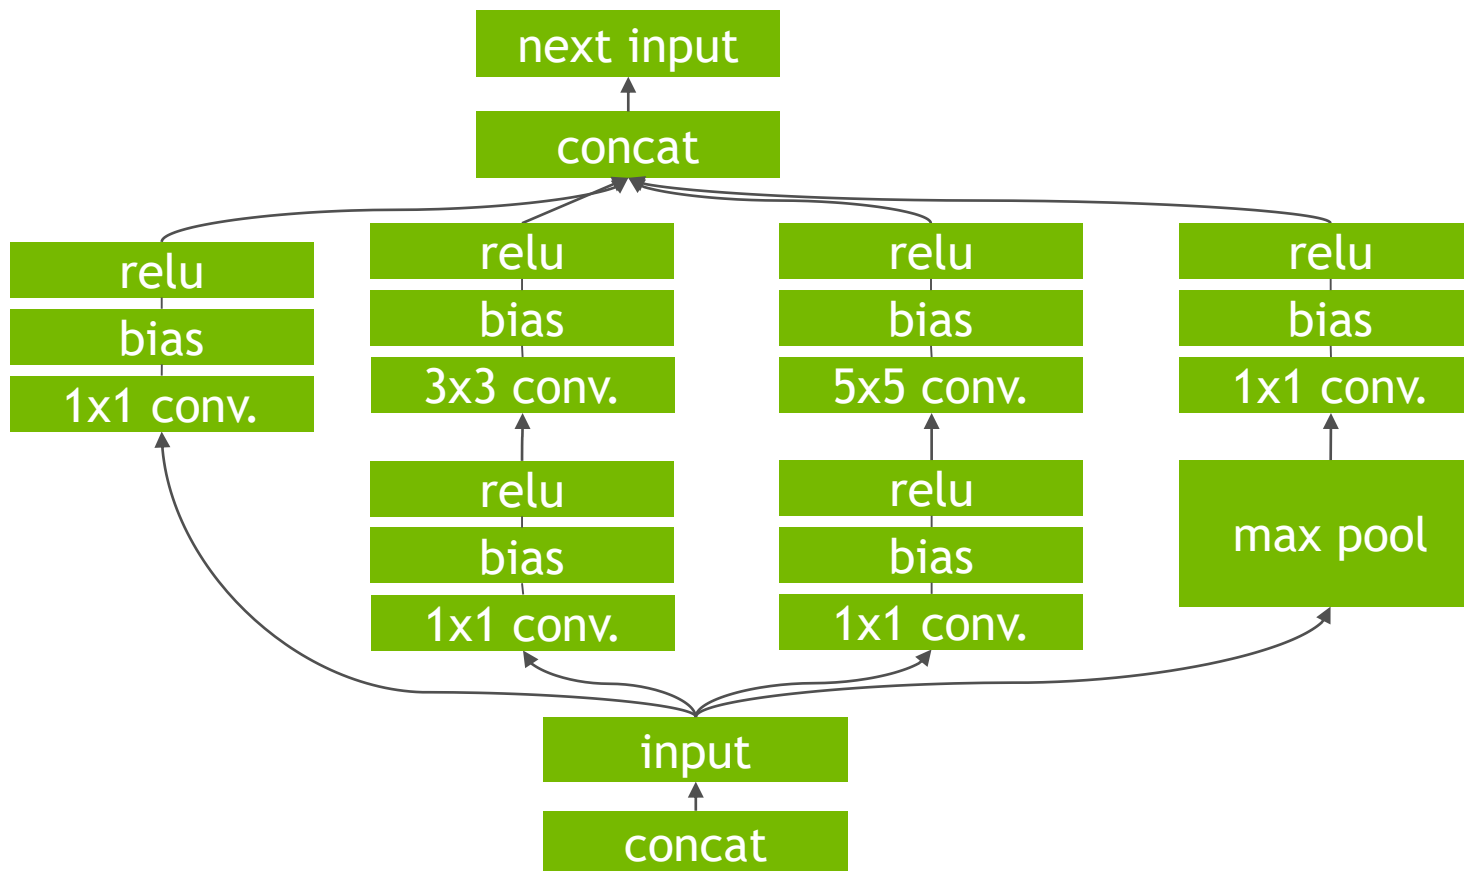 next input
concat
relu
bias
1x1 conv.
relu
bias
3x3 conv.
relu
bias
1x1 conv.
relu
bias
5x5 conv.
relu
bias
1x1 conv.
relu
bias
1x1 conv.
max pool
input
concat